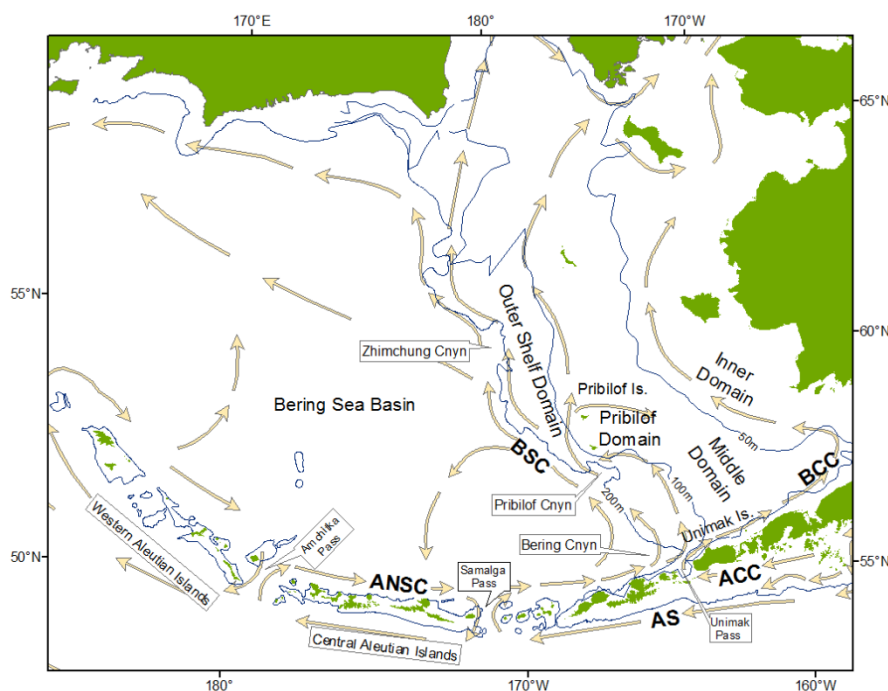 170°E 180° 170°W
65°N
55°N
60°N
Zhimchung Cnyn
Outer Shelf Domain
Inner
Domain
Pribilof Is.
Bering Sea Basin
Pribilof
Domain
Middle
Domain
50m
BSC
BCC
100m
200m
Pribilof Cnyn
Unimak Is.
Amchitka
Pass
Bering Cnyn
50°N
55°N
Western Aleutian Islands
Samalga
Pass
ANSC
ACC
AS
Unimak
Pass
Central Aleutian Islands
180° 170°W 160°W